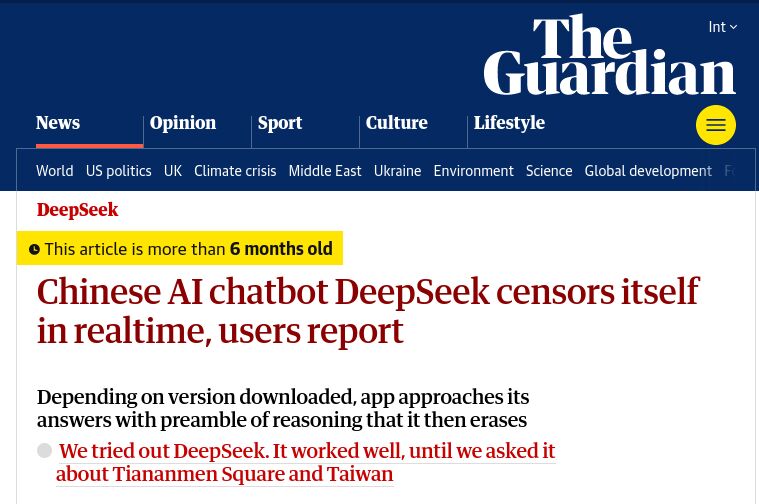 The
Guardian
Int
News Opinion Sport Culture Lifestyle
World US politics UK Climate crisis Middle East Ukraine Environment Science Global development
DeepSeek
This article is more than 6 months old
Chinese AI chatbot DeepSeek censors itself
in realtime, users report
Depending on version downloaded, app approaches its
answers with preamble of reasoning that it then erases
We tried out DeepSeek. It worked well, until we asked it
about Tiananmen Square and Taiwan